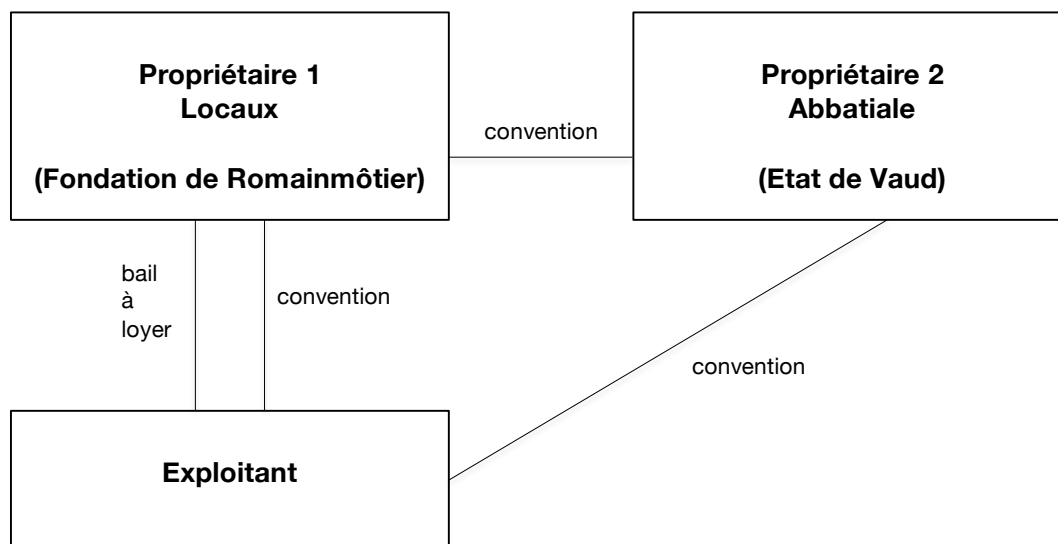 Propriétaire 1
Locaux
(Fondation de Romainmôtier)
convention
Propriétaire 2
Abbatiale
(Etat de Vaud)
bail
à
loyer
convention
convention
Exploitant